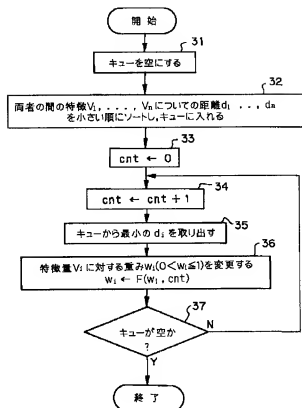 開始
31
キューを空にする
32
両者の間の特徴V1, . . . , Vnについての距離d1 . . , dn
を小さい順にソートし,キューに入れる
33
cnt ← 0
34
cnt ← cnt + 1
35
キューから最小の di を取り出す
36
特徴量Viに対する重みwi(0<wi≦1)を変更する
wi ← F(wi , cnt)
37
キューが空か
?
N
Y
終了